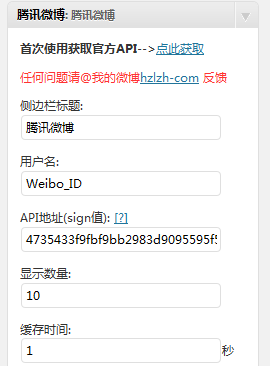 腾讯微博: 腾讯微博
首次使用获取官方API-->点此获取
任何问题请@我的微博hzlzh-com 反馈
侧边栏标题:
腾讯微博
用户名:
Weibo_ID
API地址(sign值): [?]
4735433f9fbf9bb2983d9095595f5
显示数量:
10
缓存时间:
1 秒